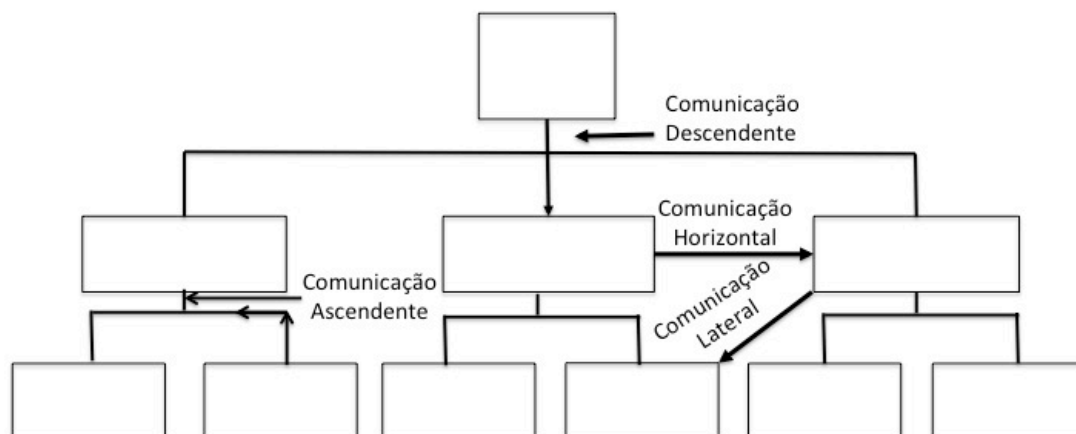 Comunicação
Descendente
Comunicação
Horizontal
Comunicação
Ascendente
Comunicação
Lateral